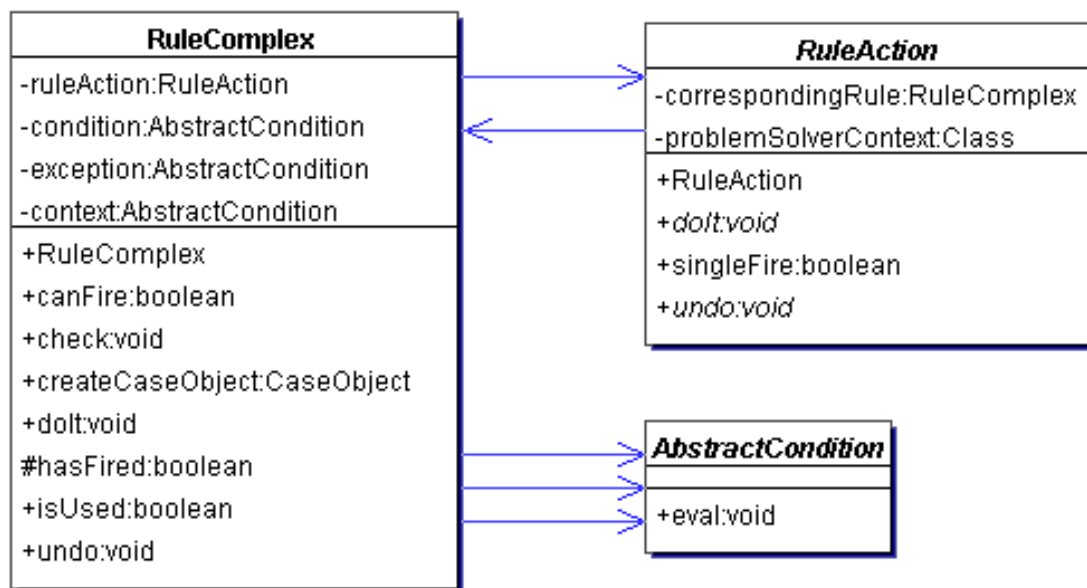 RuleComplex
-ruleAction:RuleAction
-condition:AbstractCondition
-exception:AbstractCondition
-context:AbstractCondition
+RuleComplex
+canFire:boolean
+check:void
+createCaseObject:CaseObject
+doIt:void
#hasFired:boolean
+isUsed:boolean
+undo:void
RuleAction
-correspondingRule:RuleComplex
-problemSolverContext:Class
+RuleAction
+doIt:void
+singleFire:boolean
+undo:void
AbstractCondition
+eval:void